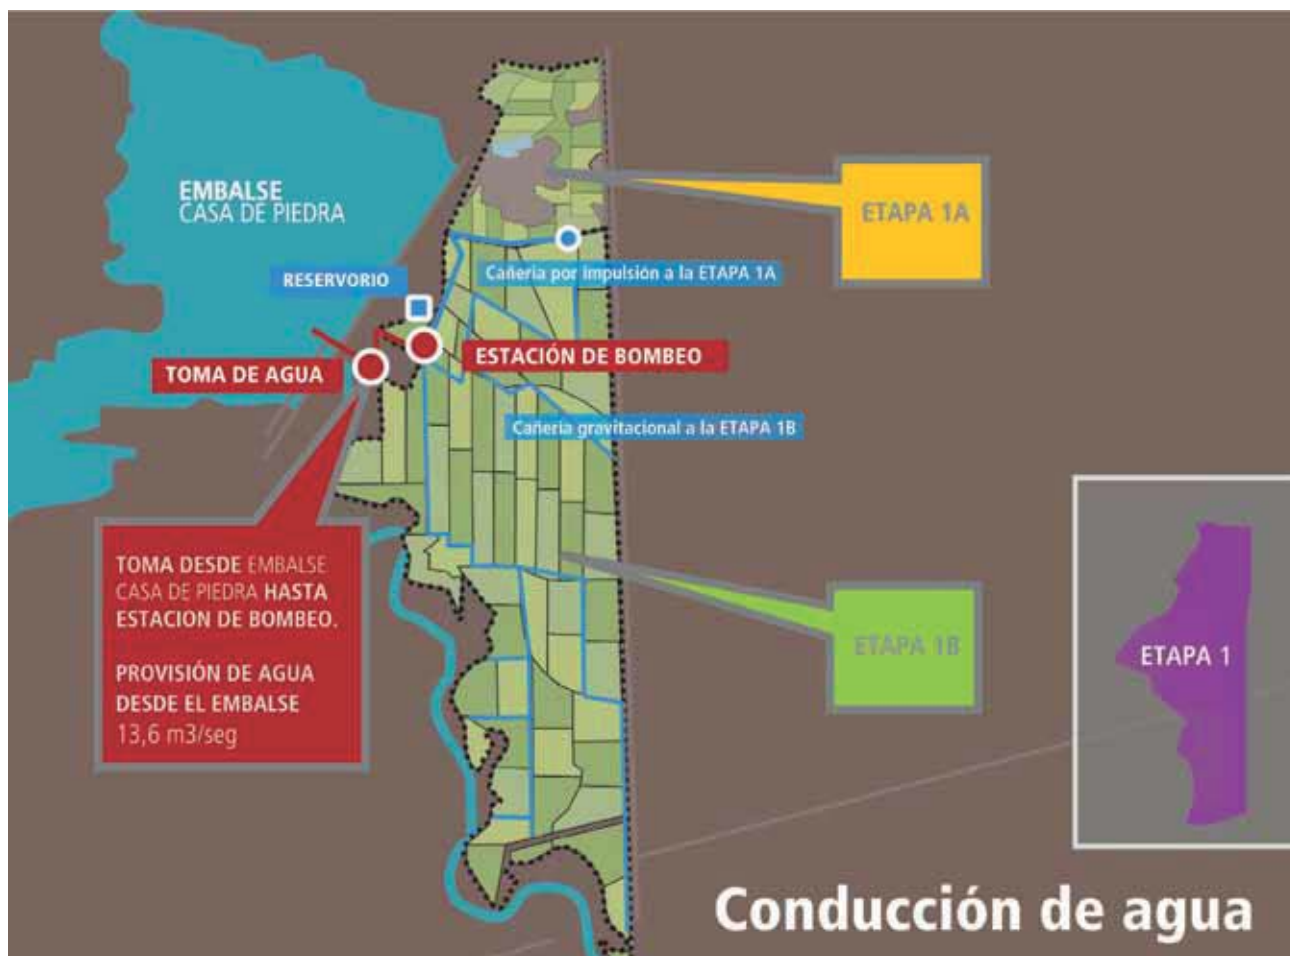 EMBALSE
CASA DE PIEDRA
ETAPA 1A
RESERVORIO
Cañeria por impulsión a la ETAPA 1A
TOMA DE AGUA
ESTACIÓN DE BOMBEO
Cañeria gravitacional a la ETAPA 1B
TOMA DESDE EMBALSE
CASA DE PIEDRA HASTA
ESTACION DE BOMBEO.
PROVISIÓN DE AGUA
DESDE EL EMBALSE
13,6 m3/seg
ETAPA 1B
ETAPA 1
Conducción de agua